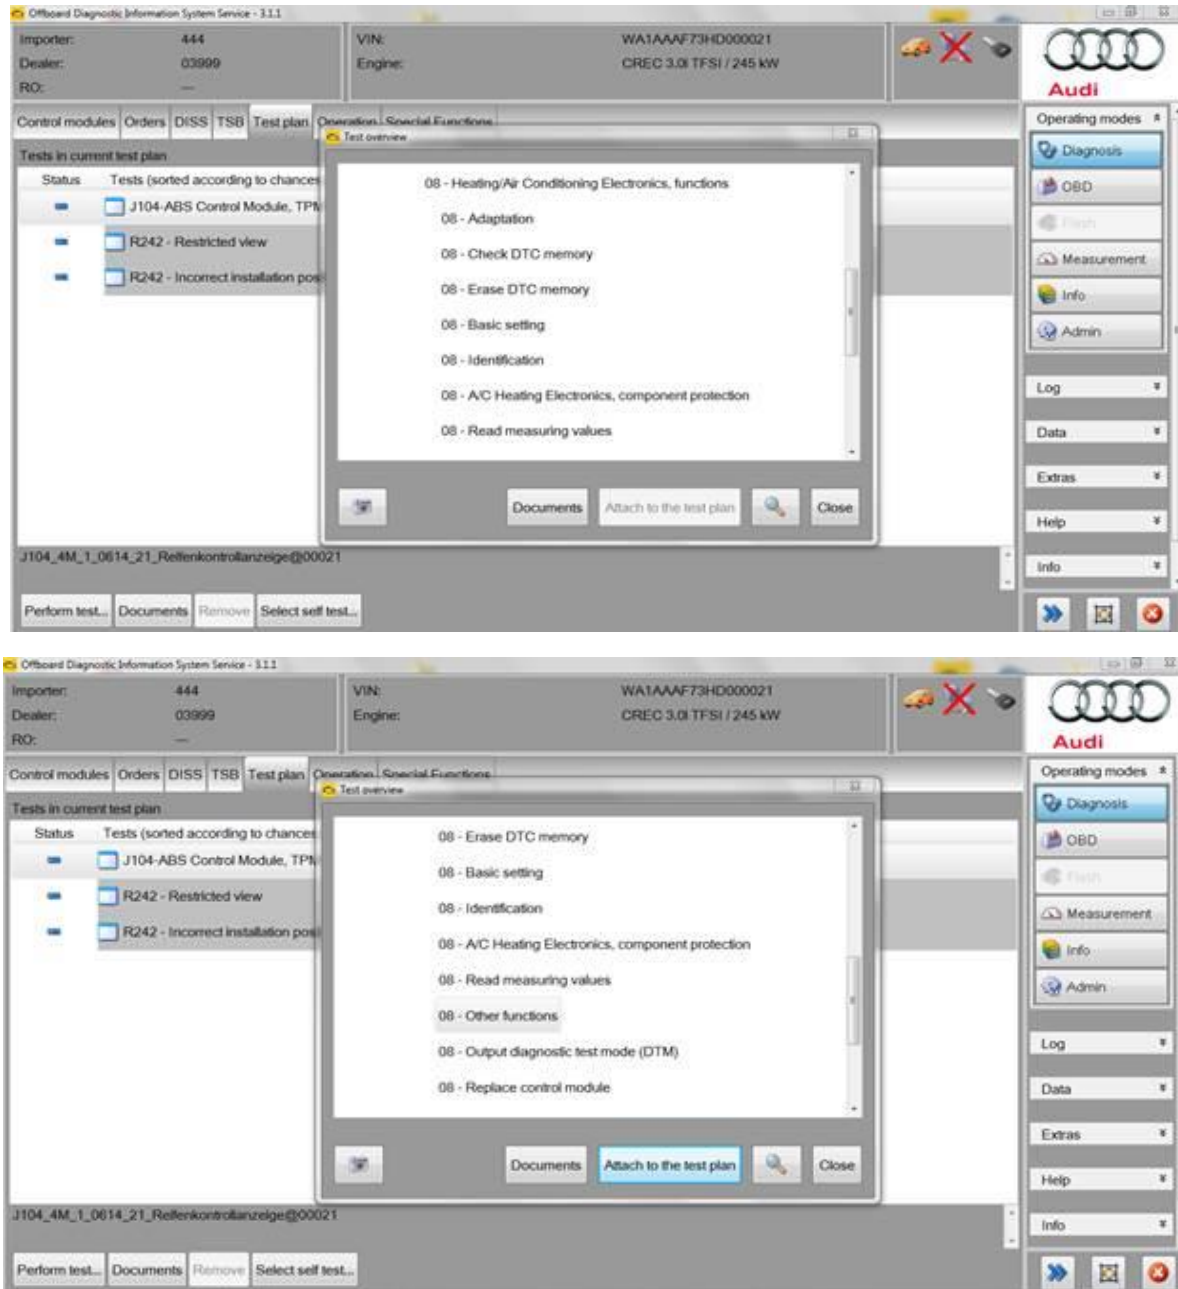 Offboard Diagnostic Information System Service - 3.1.1
Importer: 444 VIN: WA1AAAF73HD000021
Dealer: 03999 Engine: CREC 3.0l TFSI / 245 kW
RO: ---
Audi
Control modules Orders DISS TSB Test plan Operation Special Functions
Test overview
Tests in current test plan
Status Tests (sorted according to chances
J104-ABS Control Module, TPM
R242 - Restricted view
R242 - Incorrect installation pos
08 - Heating/Air Conditioning Electronics, functions
08 - Adaptation
08 - Check DTC memory
08 - Erase DTC memory
08 - Basic setting
08 - Identification
08 - A/C Heating Electronics, component protection
08 - Read measuring values
Documents Attach to the test plan Close
J104_4M_1_0614_21_Reifenkontrollanzeige@00021
Perform test... Documents Remove Select self test...
Operating modes
Diagnosis
OBD
Flash
Measurement
Info
Admin
Log
Data
Extras
Help
Info
Offboard Diagnostic Information System Service - 3.1.1
Importer: 444 VIN: WA1AAAF73HD000021
Dealer: 03999 Engine: CREC 3.0l TFSI / 245 kW
RO: ---
Audi
Control modules Orders DISS TSB Test plan Operation Special Functions
Test overview
Tests in current test plan
Status Tests (sorted according to chances
J104-ABS Control Module, TPM
R242 - Restricted view
R242 - Incorrect installation pos
08 - Erase DTC memory
08 - Basic setting
08 - Identification
08 - A/C Heating Electronics, component protection
08 - Read measuring values
08 - Other functions
08 - Output diagnostic test mode (DTM)
08 - Replace control module
Documents Attach to the test plan Close
J104_4M_1_0614_21_Reifenkontrollanzeige@00021
Perform test... Documents Remove Select self test...
Operating modes
Diagnosis
OBD
Flash
Measurement
Info
Admin
Log
Data
Extras
Help
Info